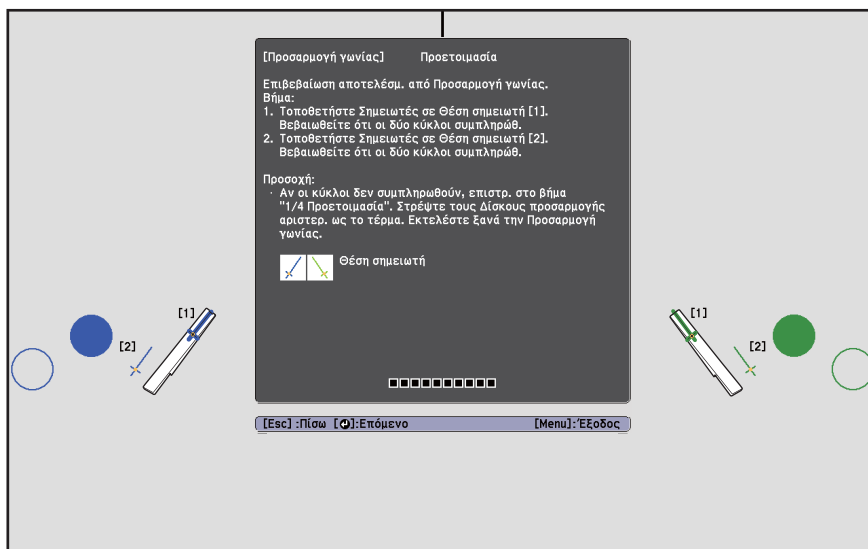 [Προσαρμογή γωνίας] Προετοιμασία
Επιβεβαίωση αποτελέσμ. από Προσαρμογή γωνίας.
Βήμα:
1. Τοποθετήστε Σημειωτές σε Θέση σημειωτή [1].
Βεβαιωθείτε ότι οι δύο κύκλοι συμπληρώθ.
2. Τοποθετήστε Σημειωτές σε Θέση σημειωτή [2].
Βεβαιωθείτε ότι οι δύο κύκλοι συμπληρώθ.
Προσοχή:
· Αν οι κύκλοι δεν συμπληρωθούν, επιστρ. στο βήμα
"1/4 Προετοιμασία". Στρέψτε τους Δίσκους προσαρμογής
αριστερ. ως το τέρμα. Εκτελέστε ξανά την Προσαρμογή
γωνίας.
Θέση σημειωτή
[1] [1]
[2] [2]
[Esc] :Πίσω [⏎]:Επόμενο [Menu]:Έξοδος